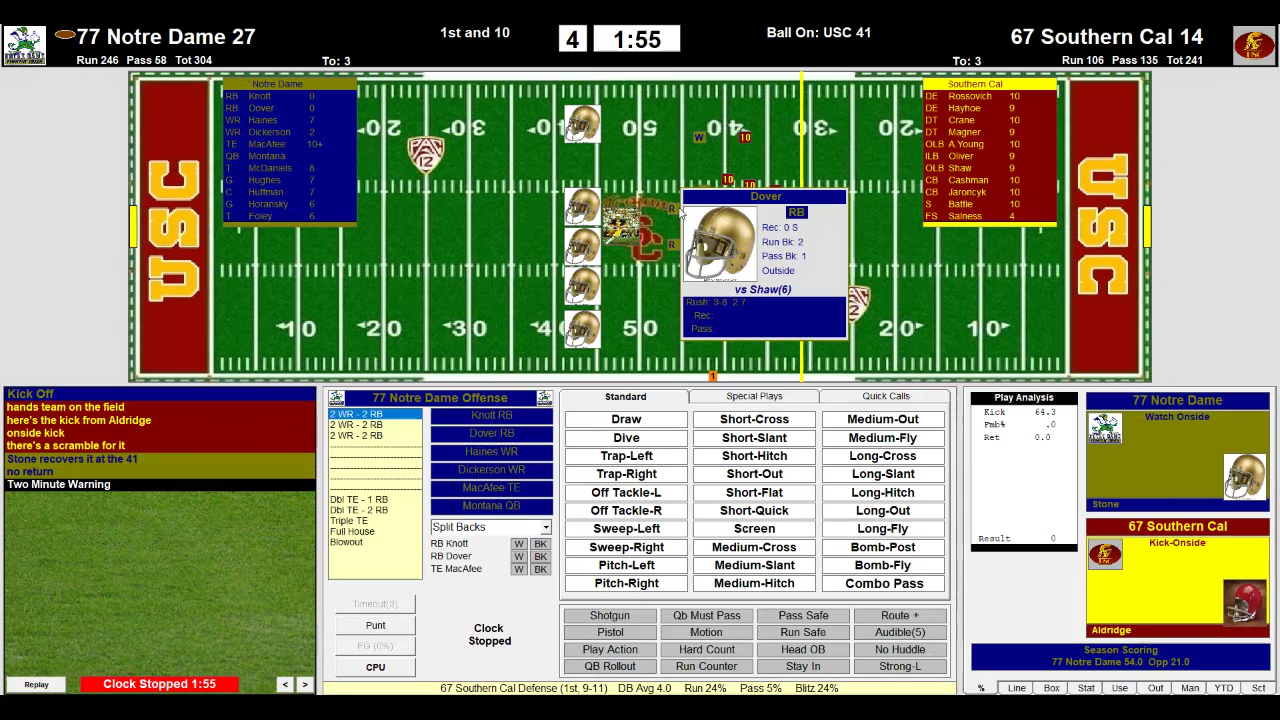 77 Notre Dame 27
1st and 10
4
1:55
Ball On: USC 41
67 Southern Cal 14
Run 246 Pass 58 Tot 304
To: 3
To: 3
Run 106 Pass 135 Tot 241
Notre Dame
RB Knott 0
RB Dover 0
WR Haines 7
WR Dickerson 2
TE MacAfee 10+
QB Montana
T McDaniels 8
G Hughes 7
C Huffman 7
G Horansky 6
T Foley 6
Southern Cal
DE Rossovich 10
DE Hayhoe 9
DT Crane 10
DT Magner 9
OLB A.Young 10
ILB Oliver 9
OLB Shaw 9
CB Cashman 10
CB Jaroncyk 10
S Battle 10
FS Salness 4
USC
USC
PAC 12
W
10
10
10
R
R
Dover
RB
Rec: 0 S
Run Bk: 2
Pass Bk: 1
Outside
vs Shaw(6)
Rush: 3-8 2.7
Rec:
Pass:
10 20 30 40 50 20 10
1
Kick Off
hands team on the field
here's the kick from Aldridge
onside kick
there's a scramble for it
Stone recovers it at the 41
no return
Two Minute Warning
Replay
Clock Stopped 1:55
<
>
77 Notre Dame Offense
2 WR - 2 RB
2 WR - 2 RB
2 WR - 2 RB
Dbl TE - 1 RB
Dbl TE - 2 RB
Triple TE
Full House
Blowout
Knott RB
Dover RB
Haines WR
Dickerson WR
MacAfee TE
Montana QB
Split Backs
RB Knott W BK
RB Dover W BK
TE MacAfee W BK
Timeout(3)
Punt
FG (0%)
CPU
Clock
Stopped
Standard
Special Plays
Quick Calls
Draw Short-Cross Medium-Out
Dive Short-Slant Medium-Fly
Trap-Left Short-Hitch Long-Cross
Trap-Right Short-Out Long-Slant
Off Tackle-L Short-Flat Long-Hitch
Off Tackle-R Short-Quick Long-Out
Sweep-Left Screen Long-Fly
Sweep-Right Medium-Cross Bomb-Post
Pitch-Left Medium-Slant Bomb-Fly
Pitch-Right Medium-Hitch Combo Pass
Shotgun Qb Must Pass Pass Safe Route +
Pistol Motion Run Safe Audible(5)
Play Action Hard Count Head OB No Huddle
QB Rollout Run Counter Stay In Strong-L
67 Southern Cal Defense (1st, 9-11) DB Avg 4.0 Run 24% Pass 5% Blitz 24%
Play Analysis
Kick 64.3
Fmb% .0
Ret 0.0
Result 0
77 Notre Dame
Watch Onside
Stone
67 Southern Cal
Kick-Onside
Aldridge
Season Scoring
77 Notre Dame 54.0 Opp 21.0
% Line Box Stat Use Out Man YTD Sct